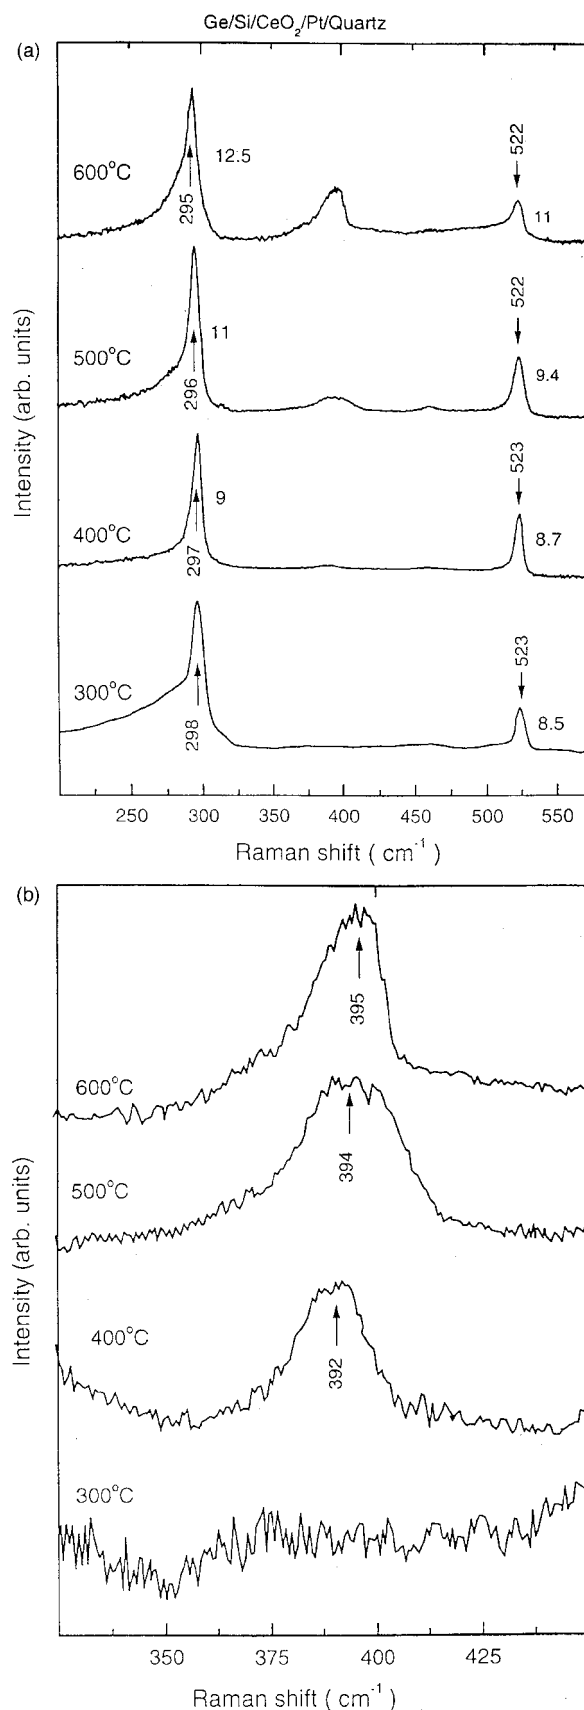 Ge/Si/CeO₂/Pt/Quartz
(a)
600°C
295
12.5
522
11
500°C
296
11
522
9.4
400°C
297
9
523
8.7
300°C
298
523
8.5
250 300 350 400 450 500 550
Raman shift ( cm⁻¹ )
Intensity (arb. units)
(b)
600°C
395
500°C
394
400°C
392
300°C
350 375 400 425
Raman shift ( cm⁻¹ )
Intensity (arb. units)